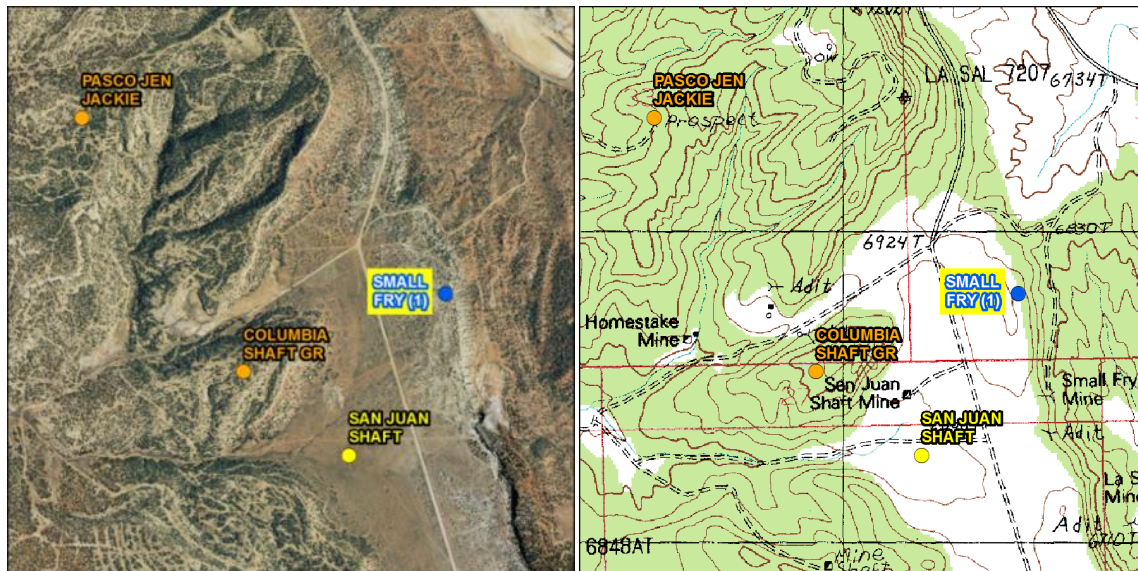 PASCO JEN
JACKIE
SMALL
FRY (1)
COLUMBIA
SHAFT GR
SAN JUAN
SHAFT
LA SAL 7207
6734T
PASCO JEN
JACKIE
Prospect
6924T
6830T
Adit
SMALL
FRY (1)
Homestake
Mine
COLUMBIA
SHAFT GR
San Juan
Shaft Mine
Small Fry
Mine
SAN JUAN
SHAFT
Adit
La S
Mine
Adit
6848AT
Mine
Shaft